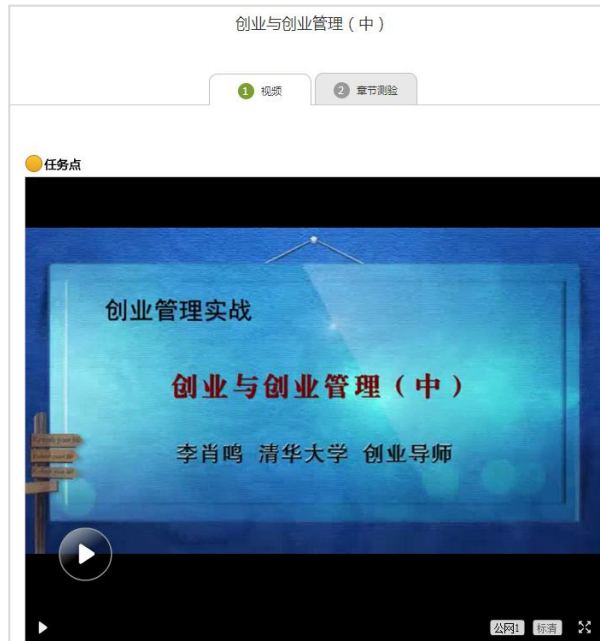 创业与创业管理（中）
1 视频
2 章节测验
任务点
创业管理实战
创业与创业管理（中）
李肖鸣 清华大学 创业导师
公网1 标清